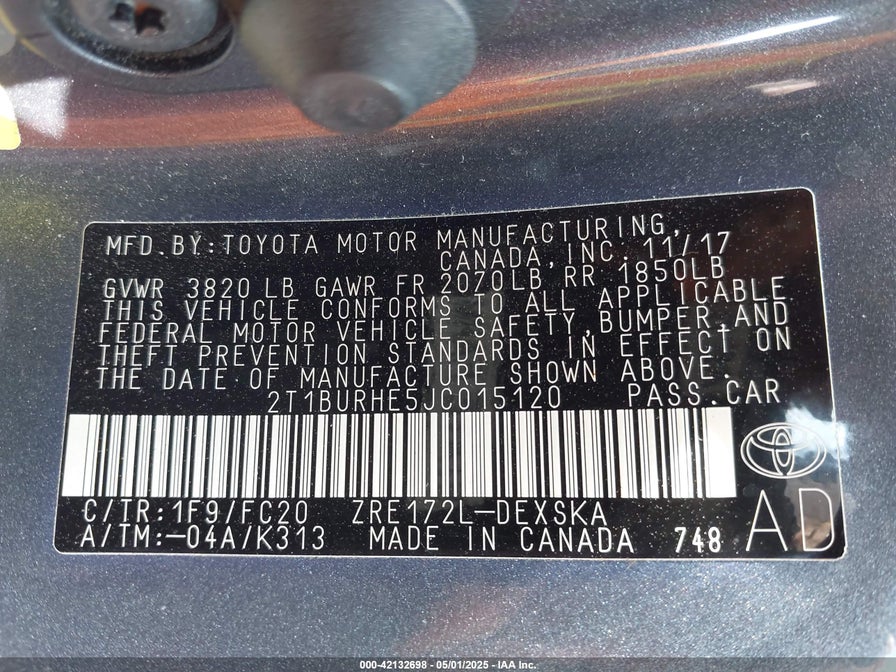 MFD.BY:TOYOTA MOTOR MANUFACTURING,
CANADA,INC. 11/17
GVWR 3820 LB GAWR FR 2070LB RR 1850LB
THIS VEHICLE CONFORMS TO ALL APPLICABLE
FEDERAL MOTOR VEHICLE SAFETY,BUMPER,AND
THEFT PREVENTION STANDARDS IN EFFECT ON
THE DATE OF MANUFACTURE SHOWN ABOVE.
2T1BURHE5JC015120 PASS.CAR
C/TR:1F9/FC20 ZRE172L-DEXSKA
A/TM:-04A/K313 MADE IN CANADA 748 AD
000-42132698 - 05/01/2025 - IAA Inc.